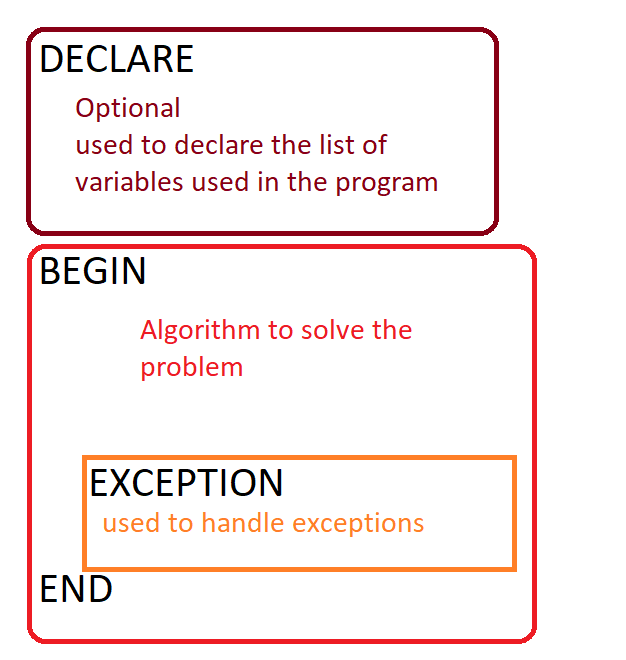 DECLARE
Optional
used to declare the list of
variables used in the program
BEGIN
Algorithm to solve the
problem
EXCEPTION
used to handle exceptions
END